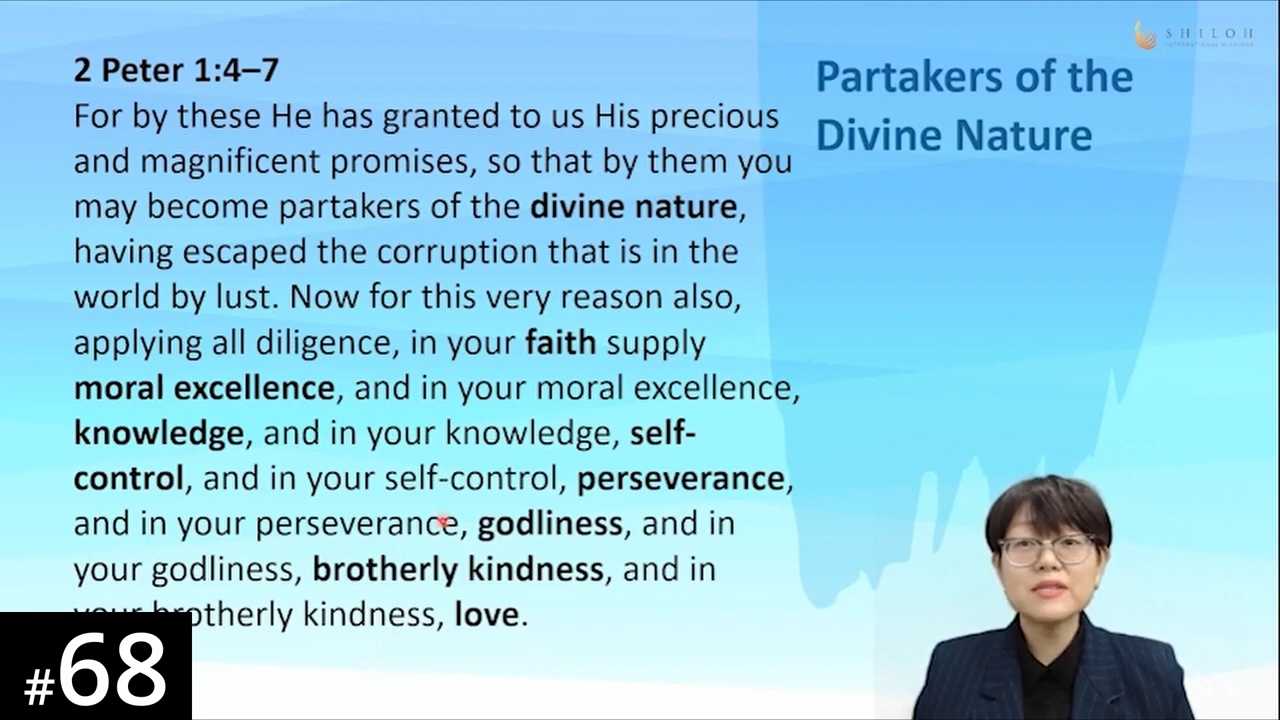 2 Peter 1:4–7
For by these He has granted to us His precious
and magnificent promises, so that by them you
may become partakers of the divine nature,
having escaped the corruption that is in the
world by lust. Now for this very reason also,
applying all diligence, in your faith supply
moral excellence, and in your moral excellence,
knowledge, and in your knowledge, self-
control, and in your self-control, perseverance,
and in your perseverance, godliness, and in
your godliness, brotherly kindness, and in
your brotherly kindness, love.
Partakers of the
Divine Nature
SHILOH
INTERNATIONAL MISSIONS
#68